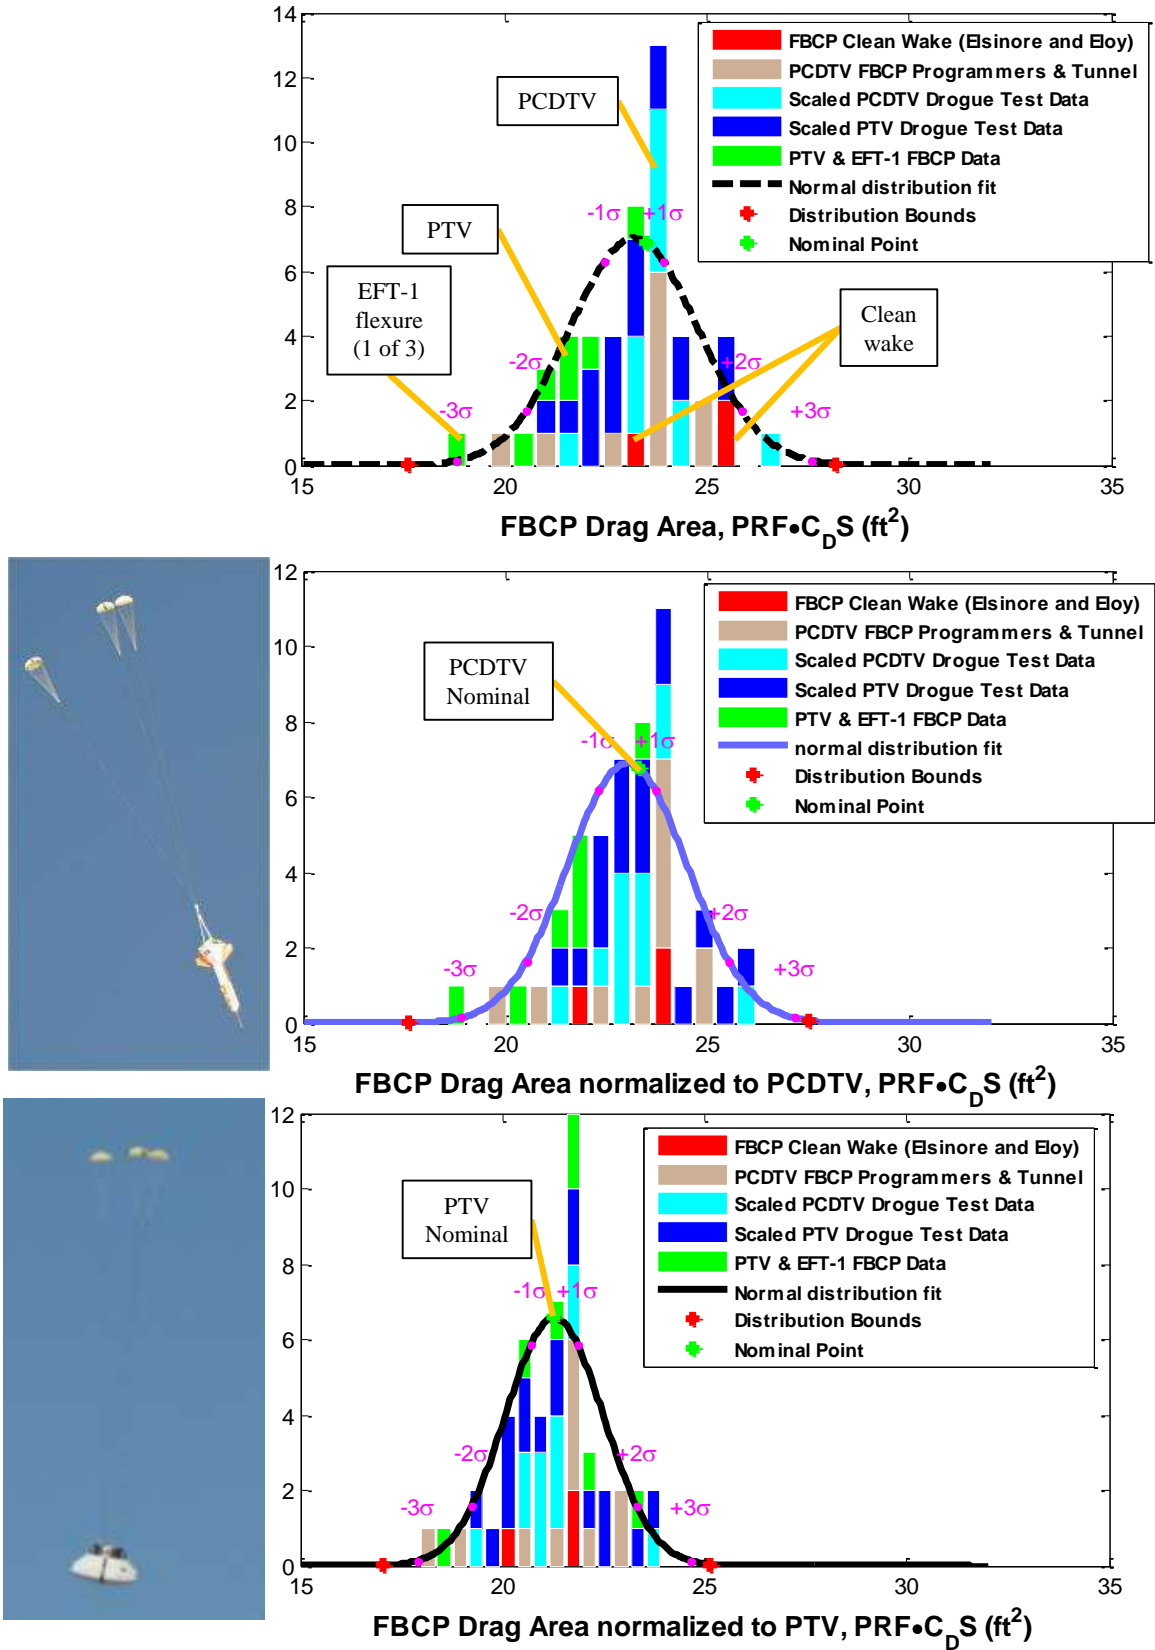 14
12
10
8
6
4
2
0
15
20
25
30
35
FBCP Clean Wake (Elsinore and Eloy)
PCDTV FBCP Programmers & Tunnel
Scaled PCDTV Drogue Test Data
Scaled PTV Drogue Test Data
PTV & EFT-1 FBCP Data
Normal distribution fit
Distribution Bounds
Nominal Point
PCDTV
PTV
EFT-1
flexure
(1 of 3)
Clean
wake
-1σ
+1σ
-2σ
+2σ
-3σ
+3σ
FBCP Drag Area, PRF•C_DS (ft²)
12
10
8
6
4
2
0
15
20
25
30
35
FBCP Clean Wake (Elsinore and Eloy)
PCDTV FBCP Programmers & Tunnel
Scaled PCDTV Drogue Test Data
Scaled PTV Drogue Test Data
PTV & EFT-1 FBCP Data
normal distribution fit
Distribution Bounds
Nominal Point
PCDTV
Nominal
-1σ
+1σ
-2σ
+2σ
-3σ
+3σ
FBCP Drag Area normalized to PCDTV, PRF•C_DS (ft²)
12
10
8
6
4
2
0
15
20
25
30
35
FBCP Clean Wake (Elsinore and Eloy)
PCDTV FBCP Programmers & Tunnel
Scaled PCDTV Drogue Test Data
Scaled PTV Drogue Test Data
PTV & EFT-1 FBCP Data
Normal distribution fit
Distribution Bounds
Nominal Point
PTV
Nominal
-1σ
+1σ
-2σ
+2σ
-3σ
+3σ
FBCP Drag Area normalized to PTV, PRF•C_DS (ft²)